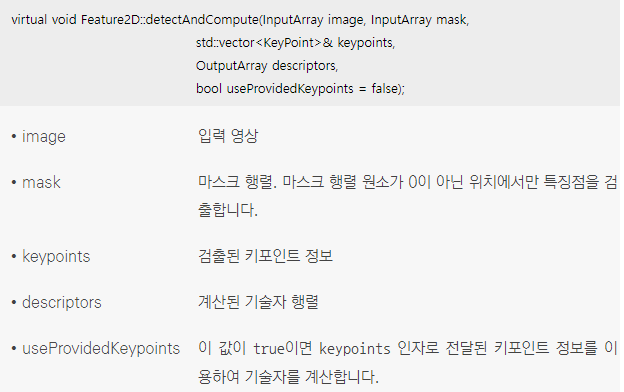 virtual void Feature2D::detectAndCompute(InputArray image, InputArray mask,
std::vector<KeyPoint>& keypoints,
OutputArray descriptors,
bool useProvidedKeypoints = false);
• image 입력 영상
• mask 마스크 행렬. 마스크 행렬 원소가 0이 아닌 위치에서만 특징점을 검
출합니다.
• keypoints 검출된 키포인트 정보
• descriptors 계산된 기술자 행렬
• useProvidedKeypoints 이 값이 true이면 keypoints 인자로 전달된 키포인트 정보를 이
용하여 기술자를 계산합니다.